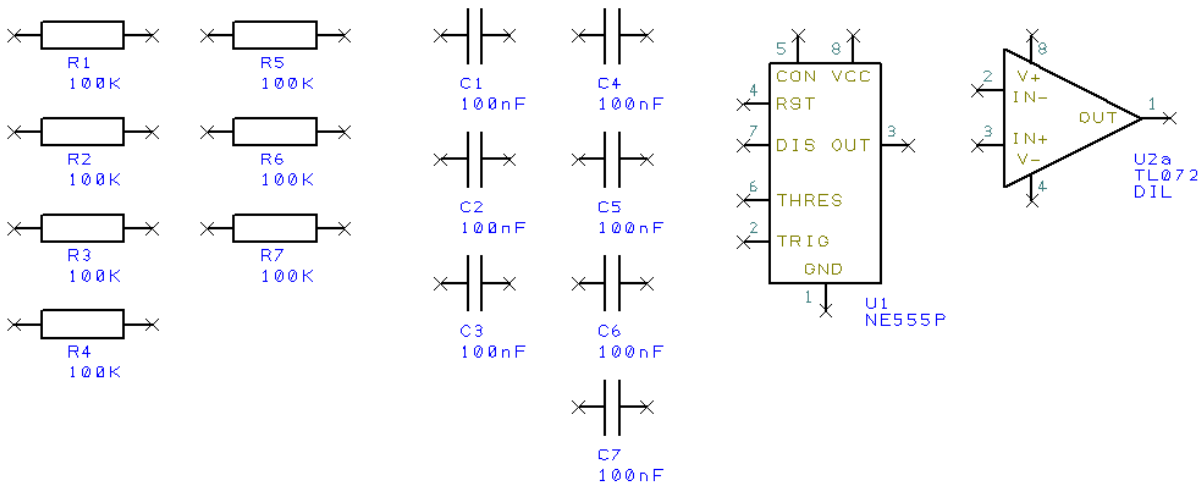 R1
100K
R2
100K
R3
100K
R4
100K
R5
100K
R6
100K
R7
100K
C1
100nF
C2
100nF
C3
100nF
C4
100nF
C5
100nF
C6
100nF
C7
100nF
5 8
CON VCC
4 RST
7 DIS OUT 3
6 THRES
2 TRIG
GND
1
U1
NE555P
8
V+
2 IN-
OUT 1
3 IN+
V-
4
U2a
TL072
DIL